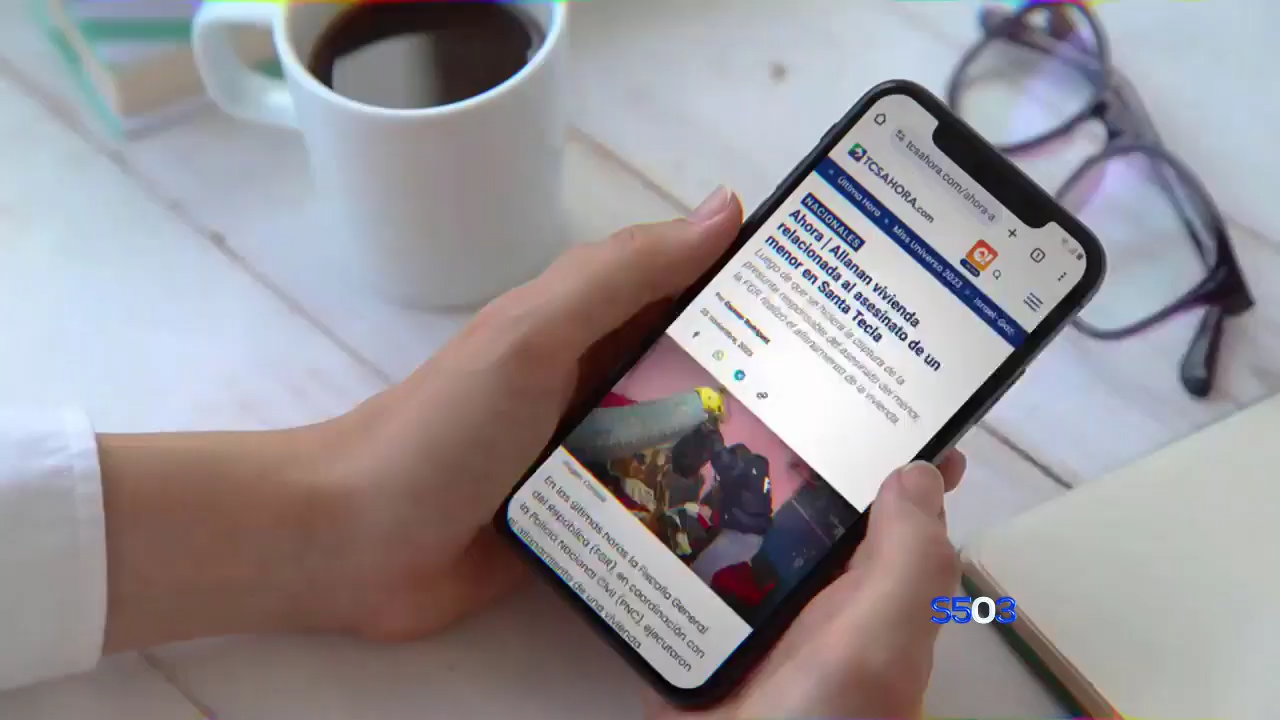 tcsahora.com/ahora-a
TCSAHORA.com
Última Hora • Miss Universo 2023 • Israel-Gaz
NACIONALES
Ahora | Allanan vivienda
relacionada al asesinato de un
menor en Santa Tecla
Luego de que se hiciera la captura de la
presunta responsable del asesinato del menor,
la FGR realizó el allanamiento de la vivienda.
En las últimas horas la Fiscalía General
del República (FGR), en coordinación con
la Policía Nacional Civil (PNC), ejecutaron
el allanamiento de una vivienda
S503